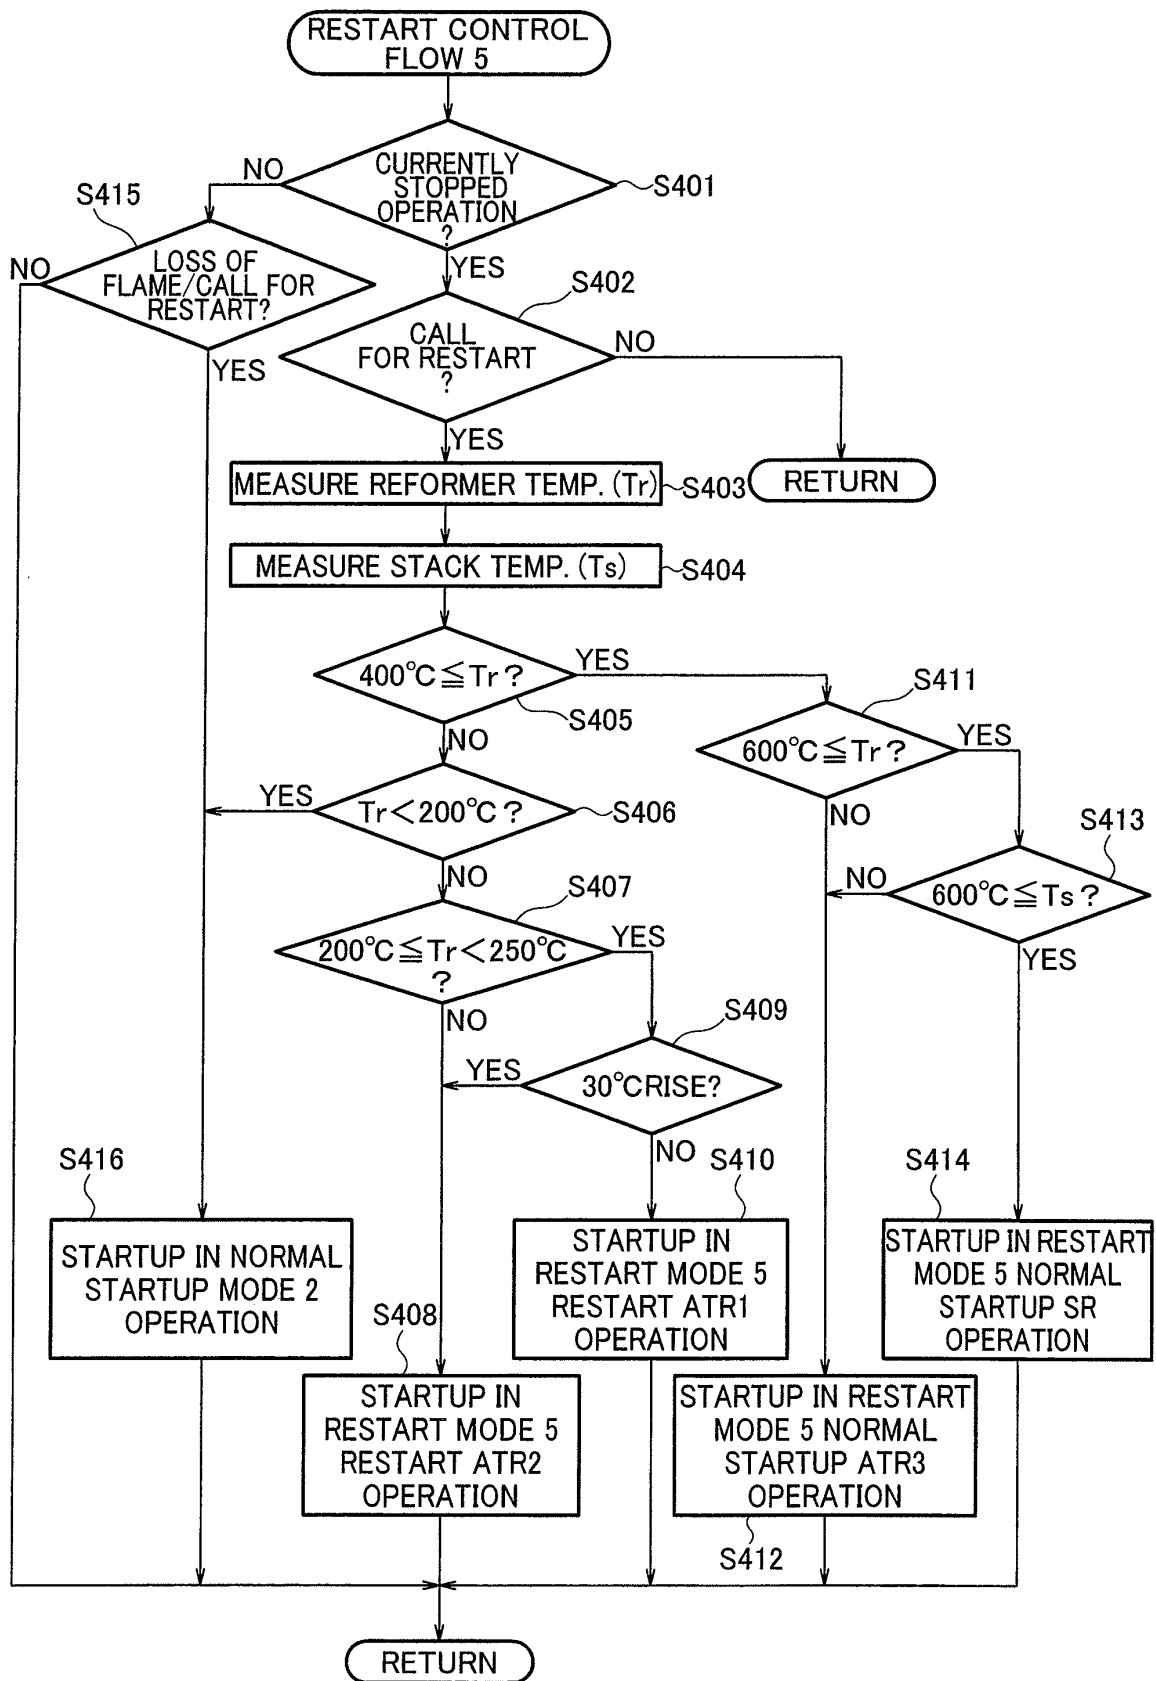 RESTART CONTROL
FLOW 5
CURRENTLY
STOPPED
OPERATION
?
S401
NO
YES
S415
LOSS OF
FLAME/CALL FOR
RESTART?
NO
YES
S402
CALL
FOR RESTART
?
NO
YES
RETURN
MEASURE REFORMER TEMP. (Tr)
S403
MEASURE STACK TEMP. (Ts)
S404
400°C≦Tr?
YES
S405
NO
S411
600°C≦Tr?
YES
NO
Tr<200°C?
YES
S406
NO
S413
600°C≦Ts?
NO
YES
S407
200°C≦Tr<250°C
?
YES
NO
S409
30°CRISE?
YES
NO
S416
STARTUP IN NORMAL
STARTUP MODE 2
OPERATION
S410
STARTUP IN
RESTART MODE 5
RESTART ATR1
OPERATION
S414
STARTUP IN RESTART
MODE 5 NORMAL
STARTUP SR
OPERATION
S408
STARTUP IN
RESTART MODE 5
RESTART ATR2
OPERATION
STARTUP IN RESTART
MODE 5 NORMAL
STARTUP ATR3
OPERATION
S412
RETURN